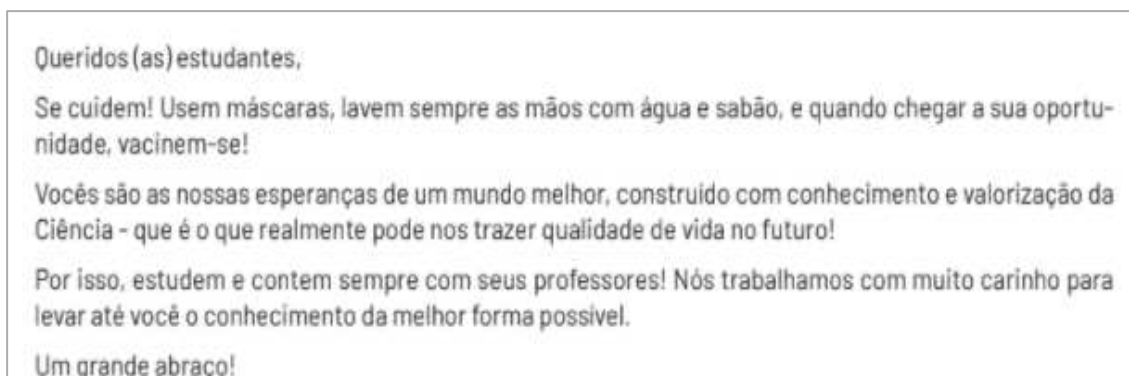 Queridos (as) estudantes,
Se cuidem! Usem máscaras, lavem sempre as mãos com água e sabão, e quando chegar a sua oportu-
nidade, vacinem-se!
Vocês são as nossas esperanças de um mundo melhor, construído com conhecimento e valorização da
Ciência - que é o que realmente pode nos trazer qualidade de vida no futuro!
Por isso, estudem e contem sempre com seus professores! Nós trabalhamos com muito carinho para
levar até você o conhecimento da melhor forma possível.
Um grande abraço!